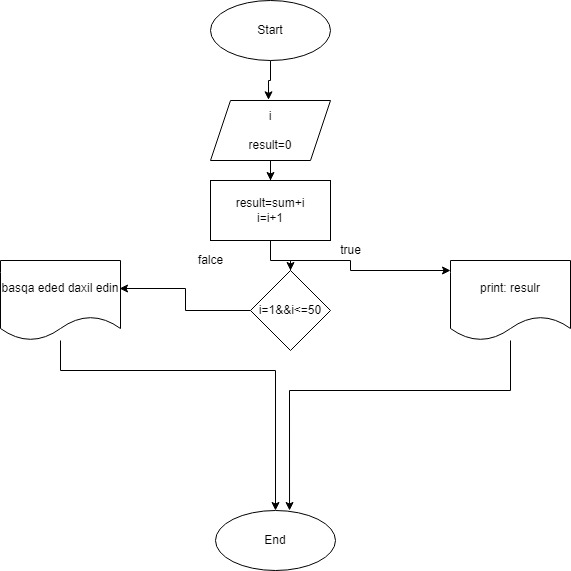 Start
i
result=0
result=sum+i
i=i+1
falce
true
basqa eded daxil edin
i=1&&i<=50
print: resulr
End